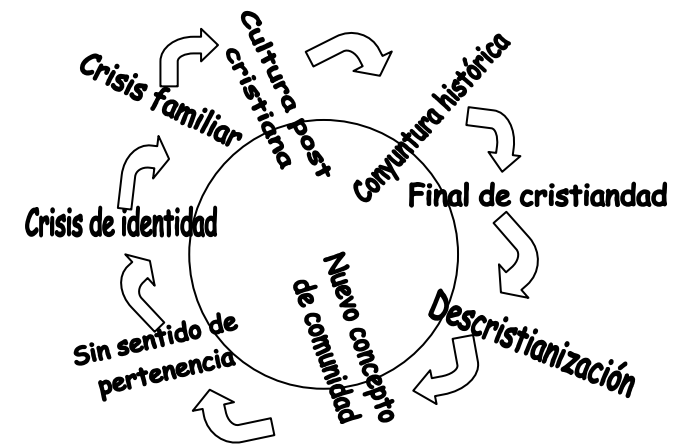 Cultura post
cristiana
Conyuntura histórica
Final de cristiandad
Descristianización
Nuevo concepto
de comunidad
Sin sentido de
pertenencia
Crisis de identidad
Crisis familiar